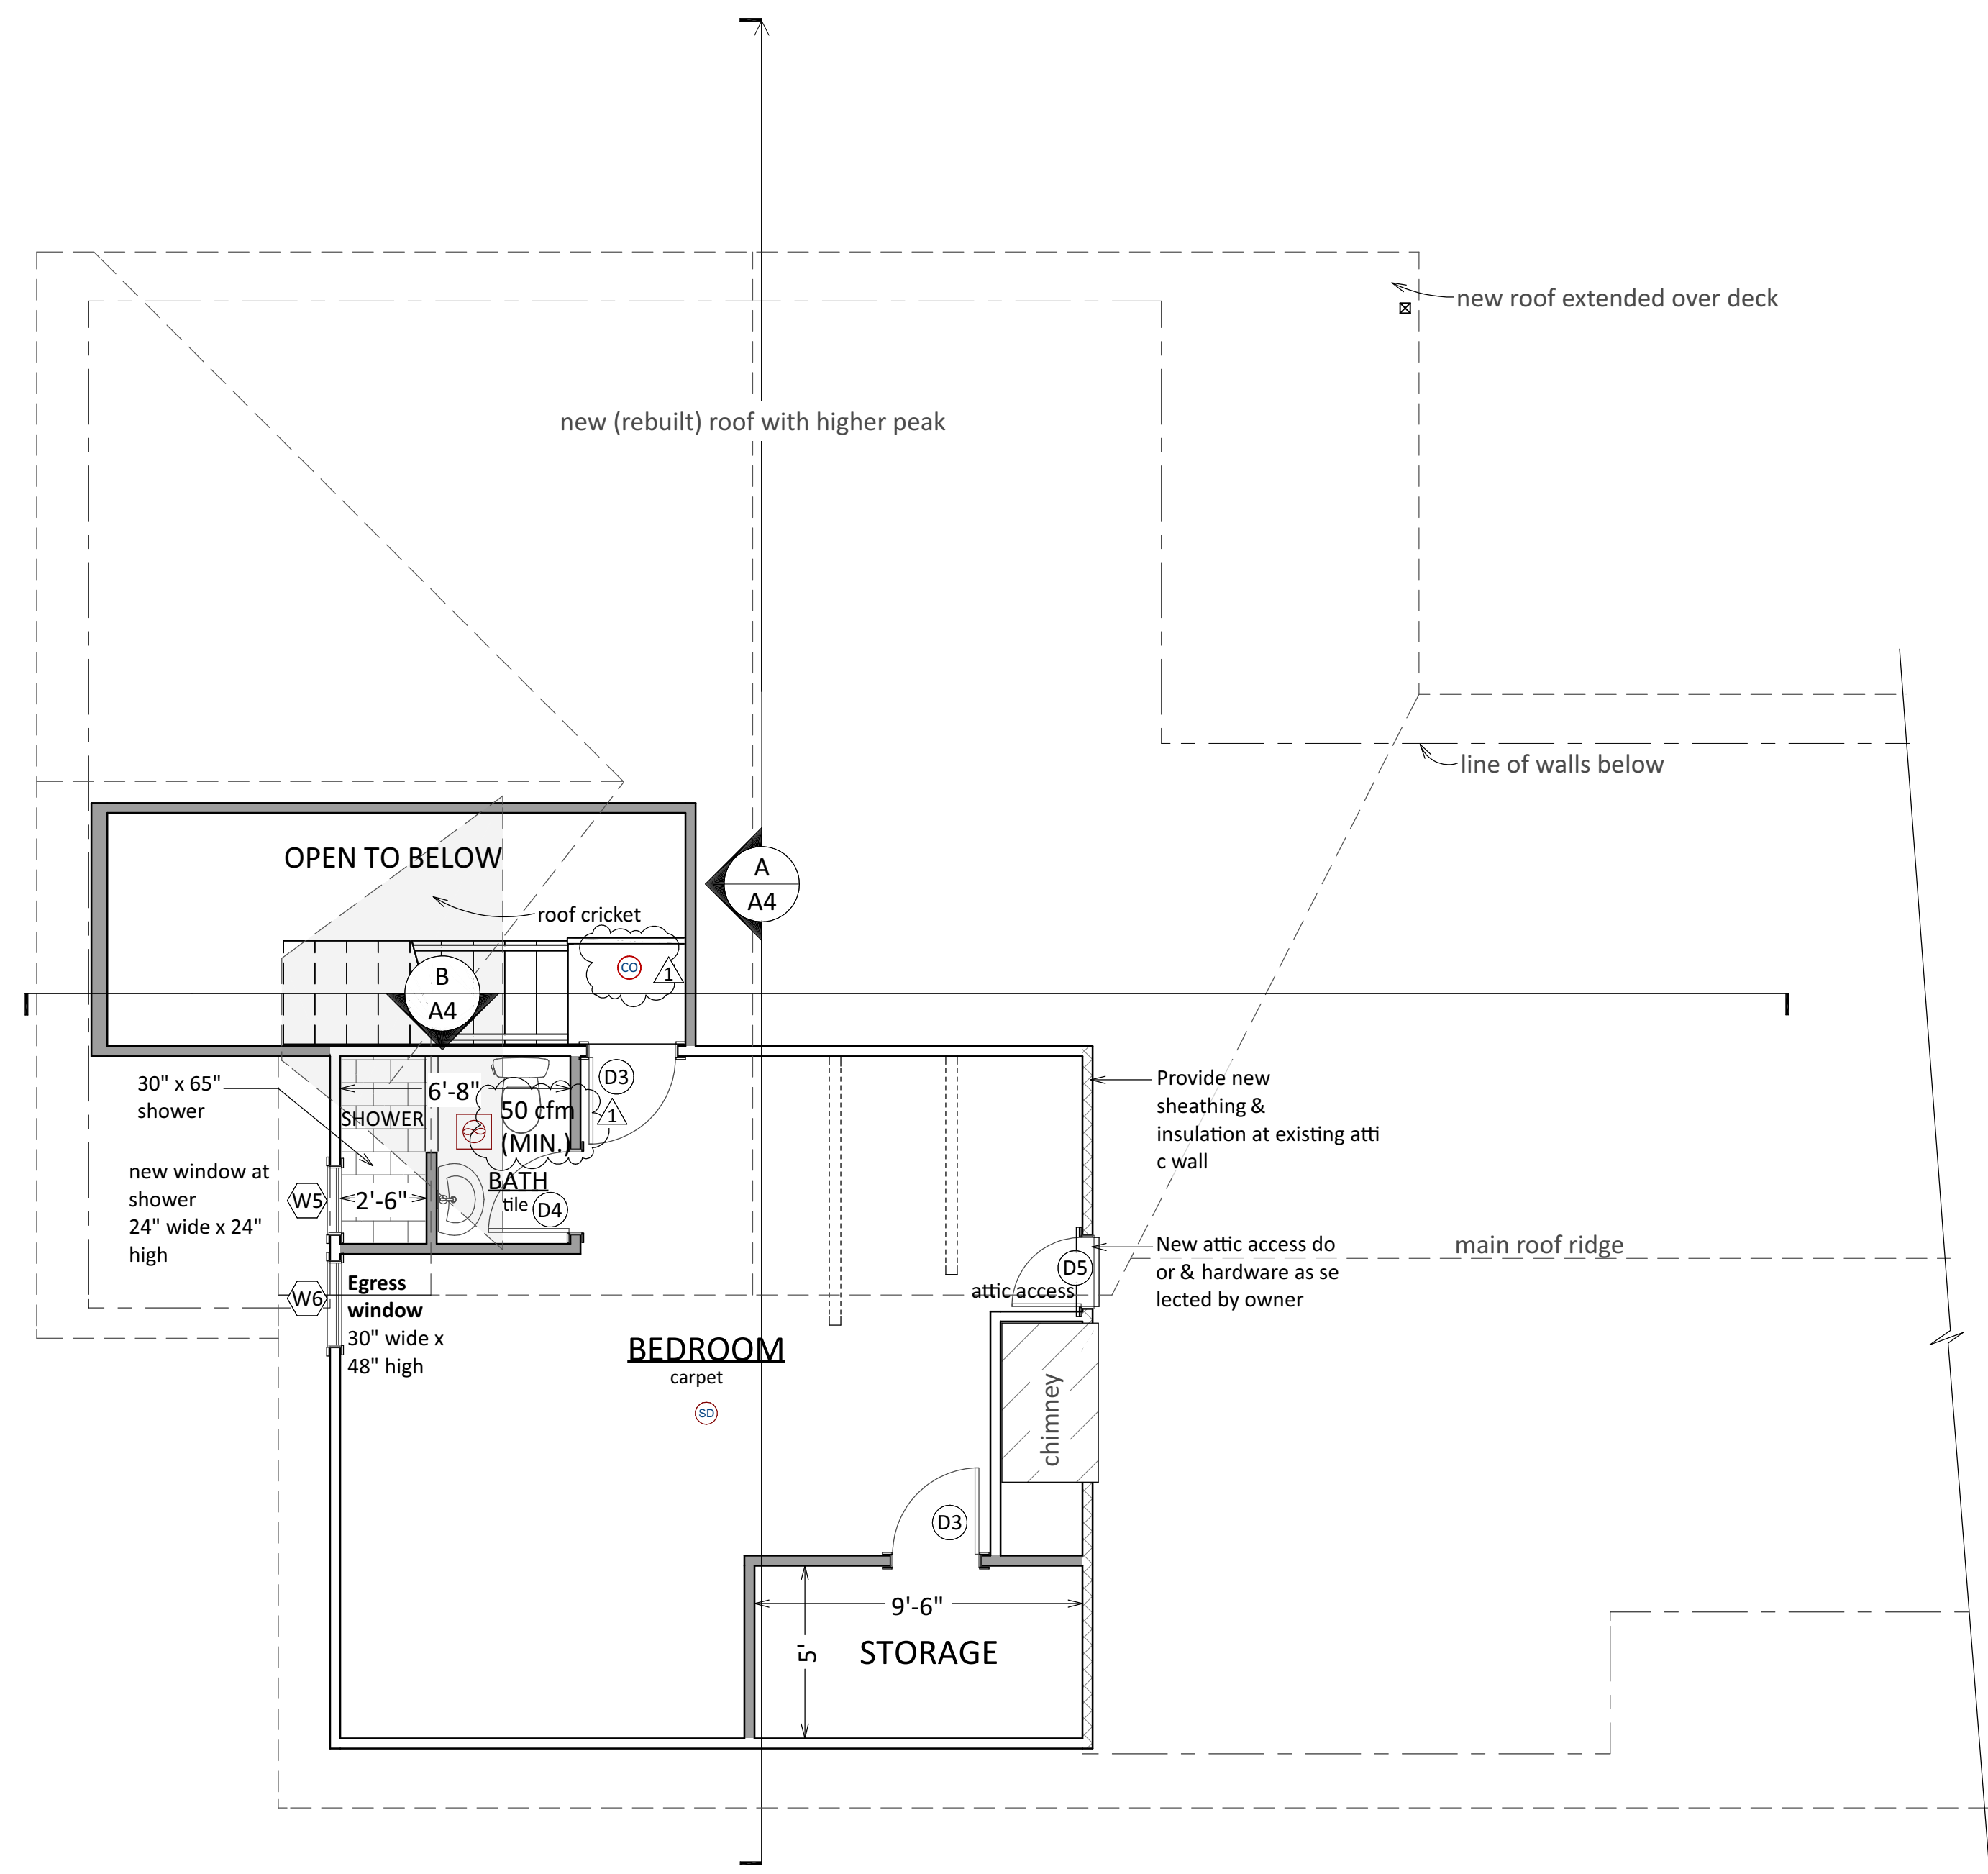 new roof extended over deck
new (rebuilt) roof with higher peak
line of walls below
OPEN TO BELOW
A
A4
roof cricket
CO
1
B
A4
30" x 65"
shower
6'-8"
D3
SHOWER
50 cfm
(MIN.)
1
Provide new
sheathing &
insulation at existing atti
c wall
new window at
shower
24" wide x 24"
high
W5
2'-6"
BATH
tile
D4
New attic access do
or & hardware as se
lected by owner
main roof ridge
D5
attic access
W6
Egress
window
30" wide x
48" high
BEDROOM
carpet
SD
chimney
D3
9'-6"
5'
STORAGE